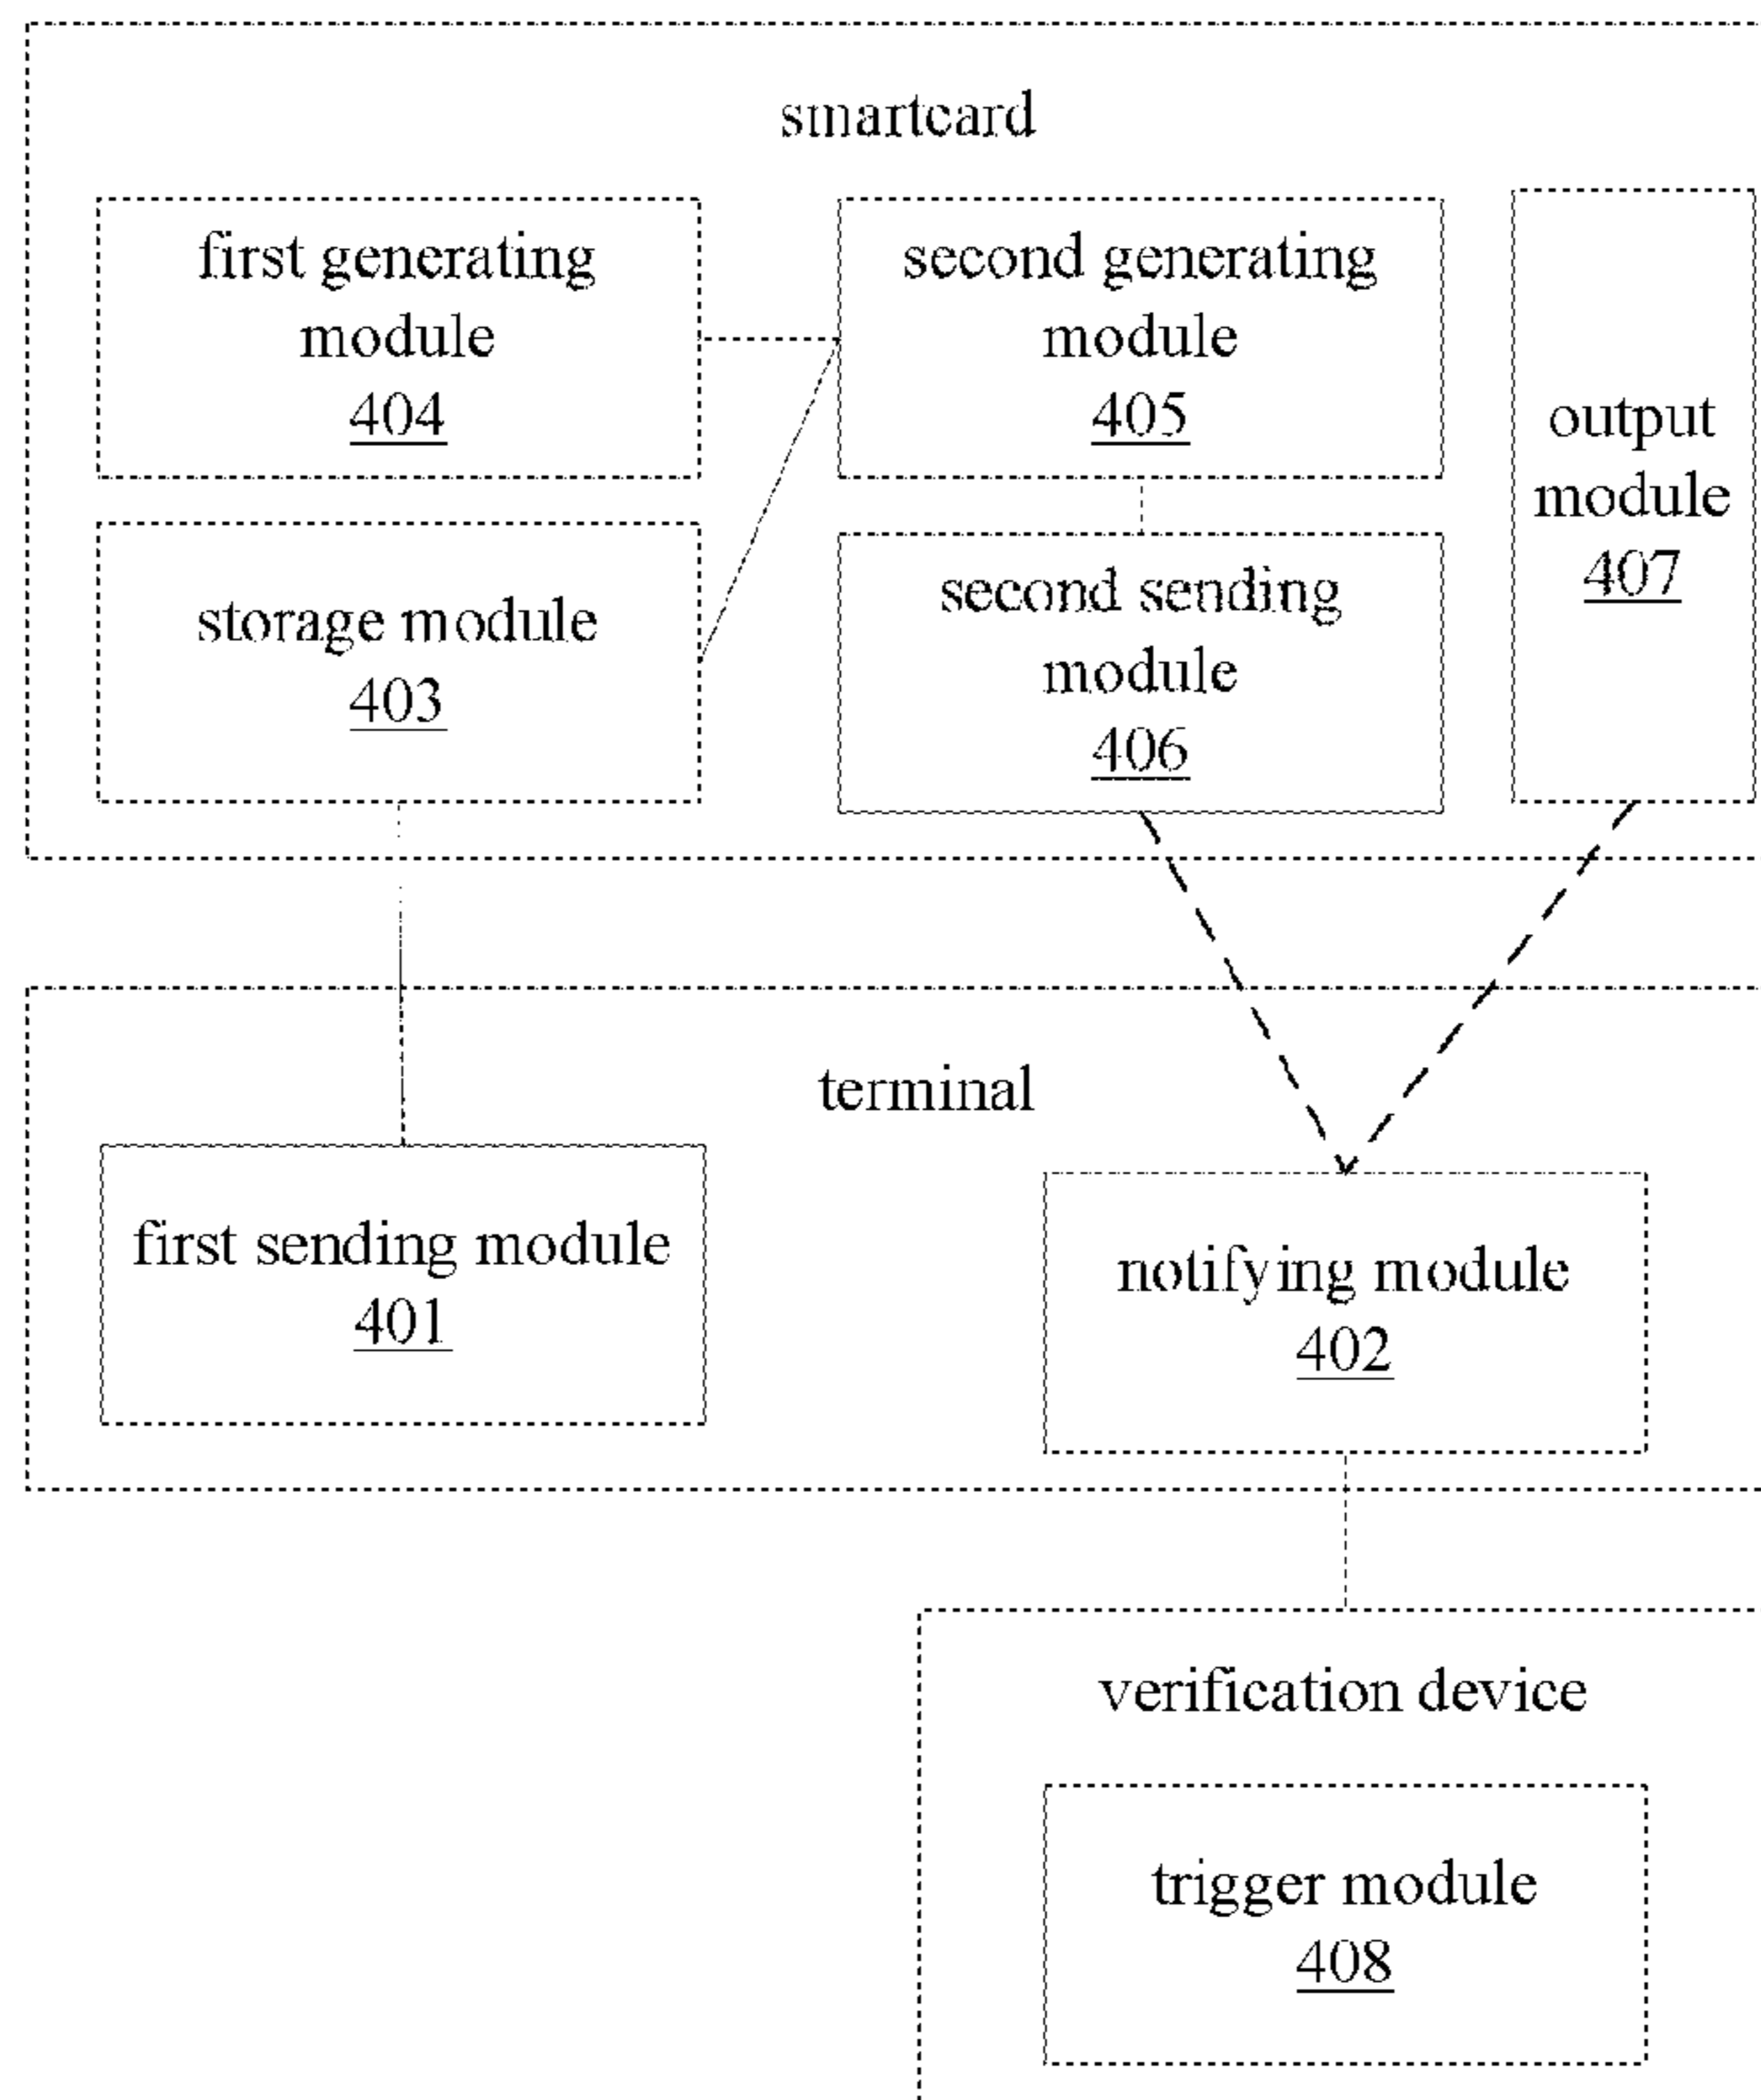 smartcard
first generating
module
404
second generating
module
405
output
module
407
storage module
403
second sending
module
406
terminal
first sending module
401
notifying module
402
verification device
trigger module
408